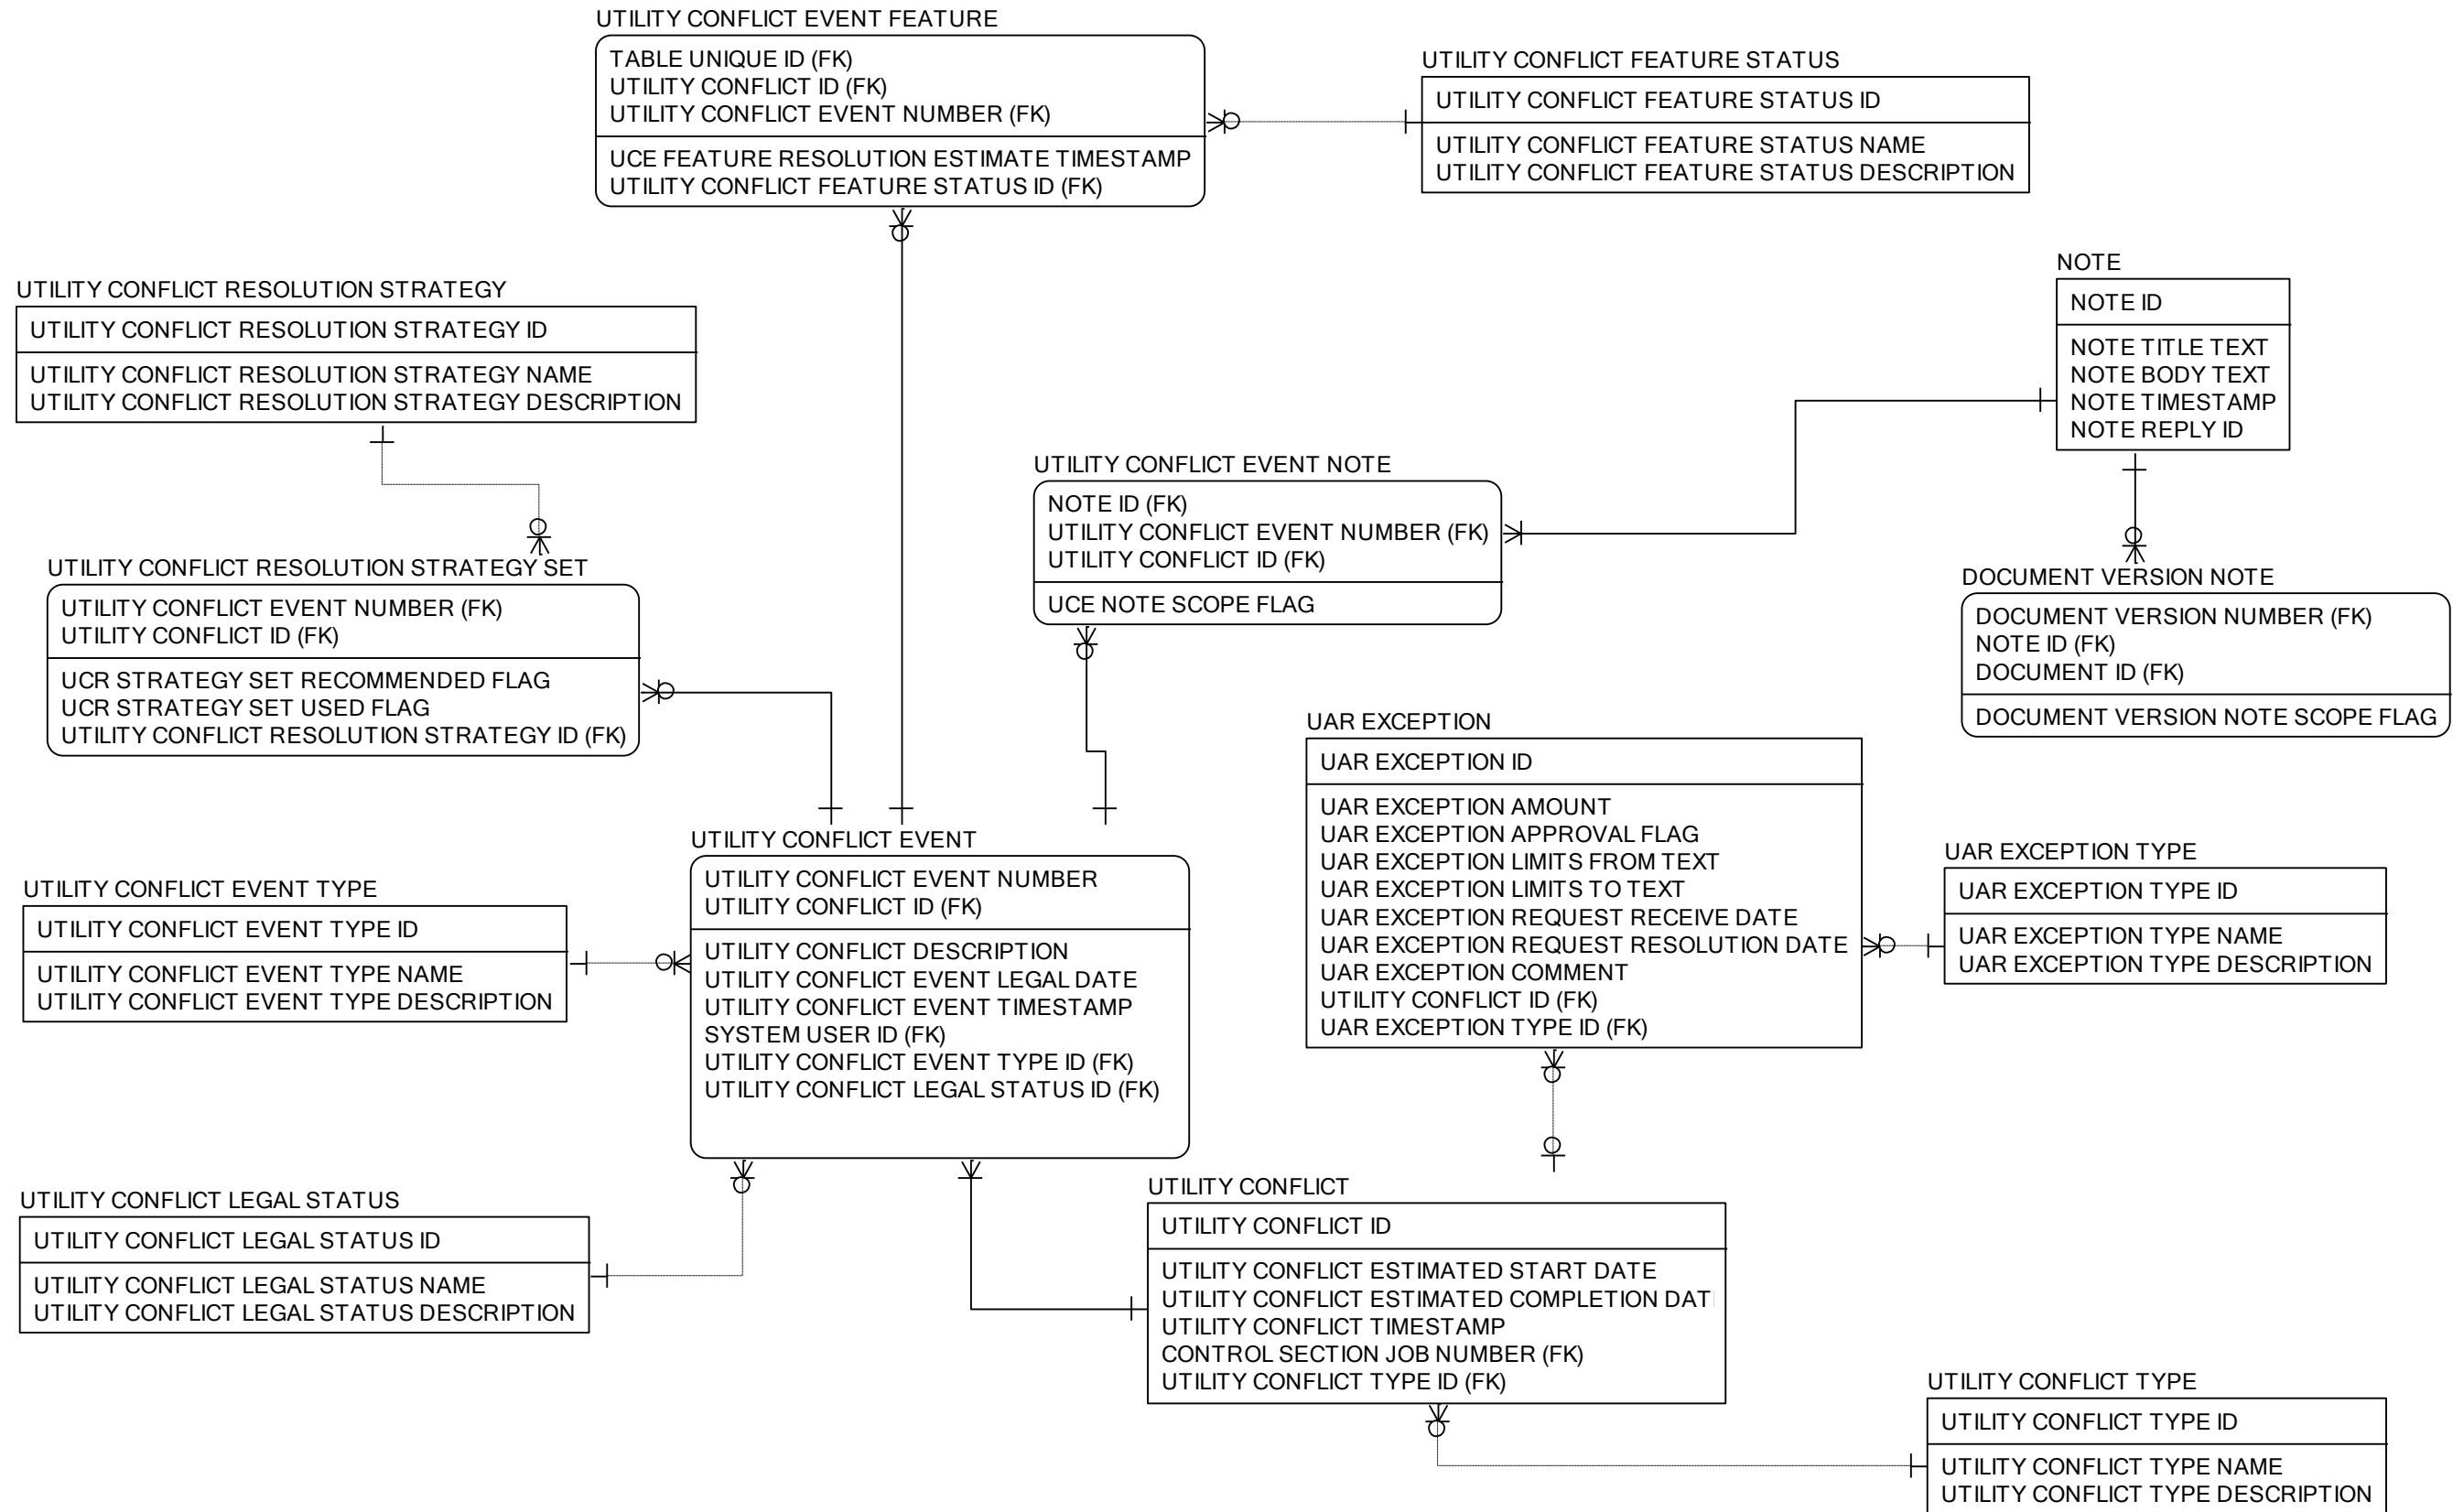 UTILITY CONFLICT EVENT FEATURE
TABLE UNIQUE ID (FK)
UTILITY CONFLICT ID (FK)
UTILITY CONFLICT EVENT NUMBER (FK)
UCE FEATURE RESOLUTION ESTIMATE TIMESTAMP
UTILITY CONFLICT FEATURE STATUS ID (FK)
UTILITY CONFLICT FEATURE STATUS
UTILITY CONFLICT FEATURE STATUS ID
UTILITY CONFLICT FEATURE STATUS NAME
UTILITY CONFLICT FEATURE STATUS DESCRIPTION
NOTE
NOTE ID
NOTE TITLE TEXT
NOTE BODY TEXT
NOTE TIMESTAMP
NOTE REPLY ID
UTILITY CONFLICT RESOLUTION STRATEGY
UTILITY CONFLICT RESOLUTION STRATEGY ID
UTILITY CONFLICT RESOLUTION STRATEGY NAME
UTILITY CONFLICT RESOLUTION STRATEGY DESCRIPTION
UTILITY CONFLICT EVENT NOTE
NOTE ID (FK)
UTILITY CONFLICT EVENT NUMBER (FK)
UTILITY CONFLICT ID (FK)
UCE NOTE SCOPE FLAG
UTILITY CONFLICT RESOLUTION STRATEGY SET
UTILITY CONFLICT EVENT NUMBER (FK)
UTILITY CONFLICT ID (FK)
UCR STRATEGY SET RECOMMENDED FLAG
UCR STRATEGY SET USED FLAG
UTILITY CONFLICT RESOLUTION STRATEGY ID (FK)
DOCUMENT VERSION NOTE
DOCUMENT VERSION NUMBER (FK)
NOTE ID (FK)
DOCUMENT ID (FK)
DOCUMENT VERSION NOTE SCOPE FLAG
UAR EXCEPTION
UAR EXCEPTION ID
UAR EXCEPTION AMOUNT
UAR EXCEPTION APPROVAL FLAG
UAR EXCEPTION LIMITS FROM TEXT
UAR EXCEPTION LIMITS TO TEXT
UAR EXCEPTION REQUEST RECEIVE DATE
UAR EXCEPTION REQUEST RESOLUTION DATE
UAR EXCEPTION COMMENT
UTILITY CONFLICT ID (FK)
UAR EXCEPTION TYPE ID (FK)
UAR EXCEPTION TYPE
UAR EXCEPTION TYPE ID
UAR EXCEPTION TYPE NAME
UAR EXCEPTION TYPE DESCRIPTION
UTILITY CONFLICT EVENT
UTILITY CONFLICT EVENT NUMBER
UTILITY CONFLICT ID (FK)
UTILITY CONFLICT DESCRIPTION
UTILITY CONFLICT EVENT LEGAL DATE
UTILITY CONFLICT EVENT TIMESTAMP
SYSTEM USER ID (FK)
UTILITY CONFLICT EVENT TYPE ID (FK)
UTILITY CONFLICT LEGAL STATUS ID (FK)
UTILITY CONFLICT EVENT TYPE
UTILITY CONFLICT EVENT TYPE ID
UTILITY CONFLICT EVENT TYPE NAME
UTILITY CONFLICT EVENT TYPE DESCRIPTION
UTILITY CONFLICT LEGAL STATUS
UTILITY CONFLICT LEGAL STATUS ID
UTILITY CONFLICT LEGAL STATUS NAME
UTILITY CONFLICT LEGAL STATUS DESCRIPTION
UTILITY CONFLICT
UTILITY CONFLICT ID
UTILITY CONFLICT ESTIMATED START DATE
UTILITY CONFLICT ESTIMATED COMPLETION DAT
UTILITY CONFLICT TIMESTAMP
CONTROL SECTION JOB NUMBER (FK)
UTILITY CONFLICT TYPE ID (FK)
UTILITY CONFLICT TYPE
UTILITY CONFLICT TYPE ID
UTILITY CONFLICT TYPE NAME
UTILITY CONFLICT TYPE DESCRIPTION